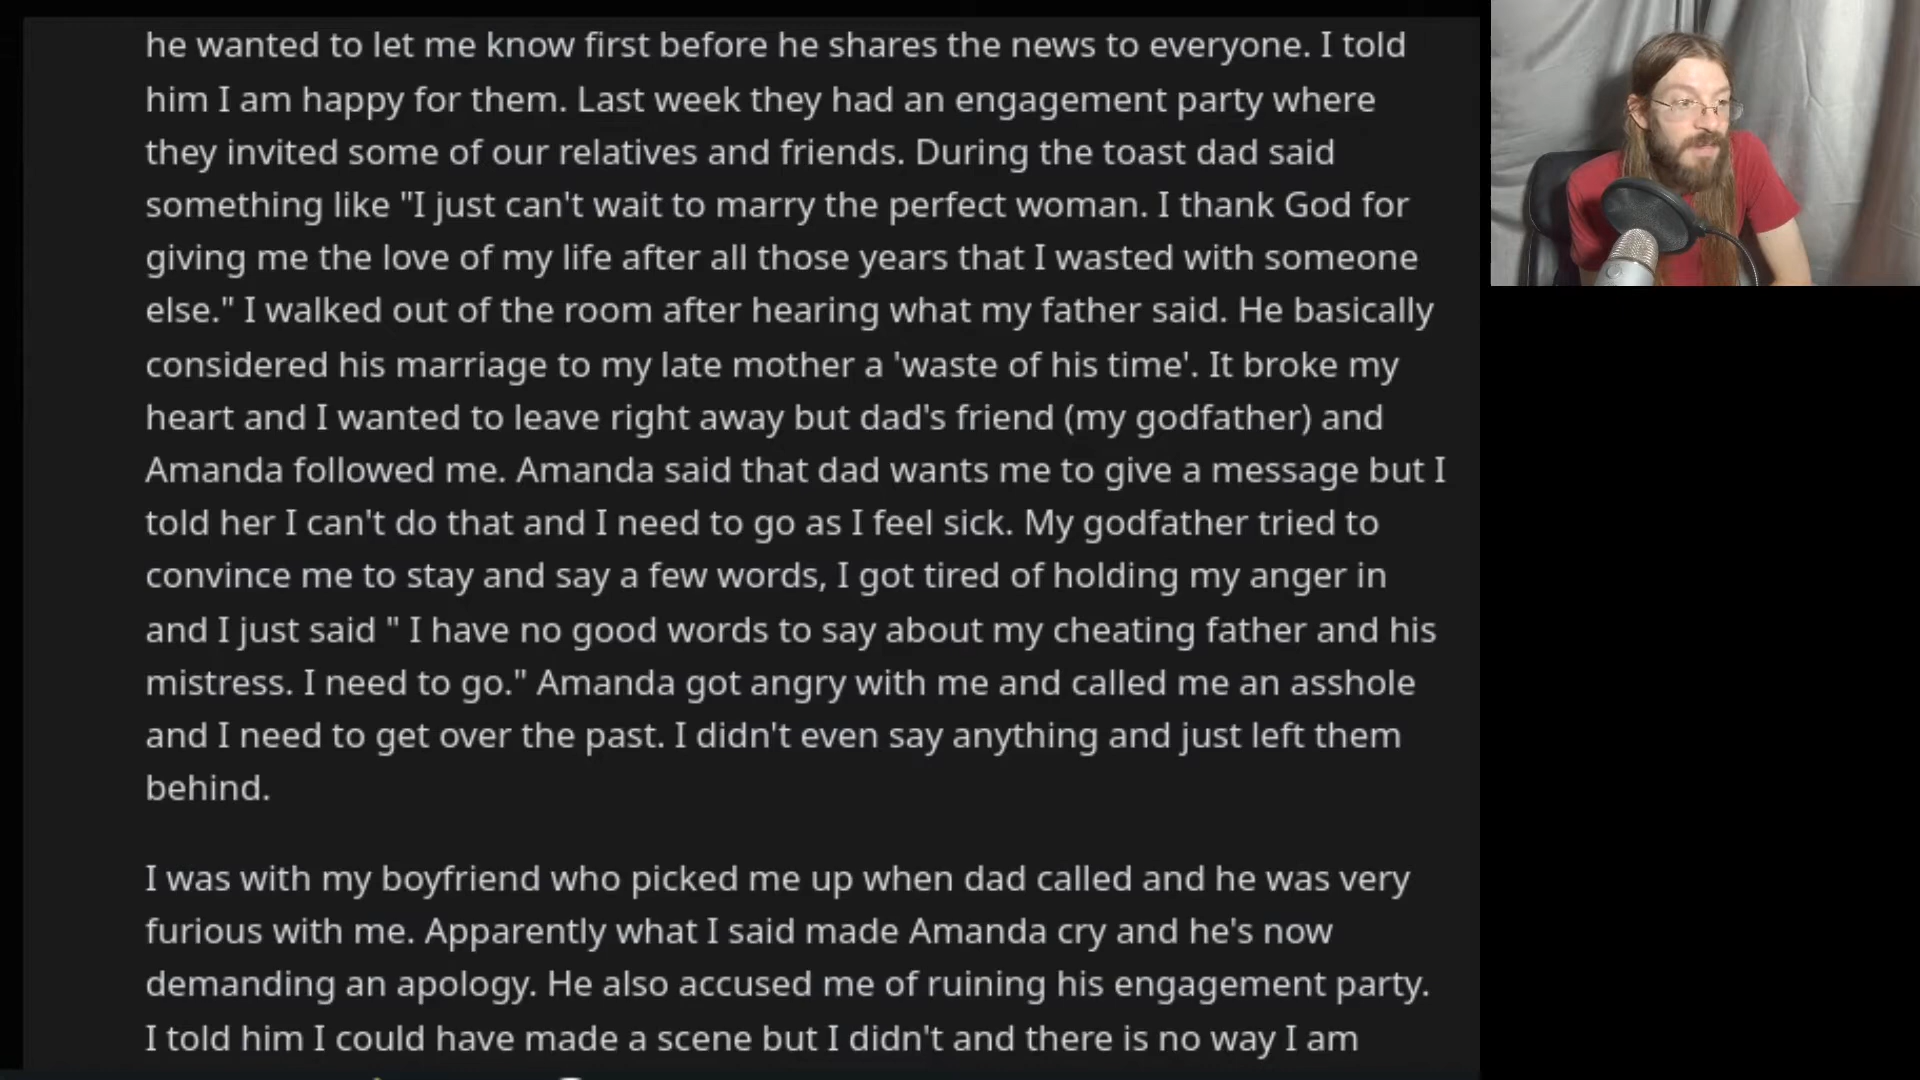 he wanted to let me know first before he shares the news to everyone. I told
him I am happy for them. Last week they had an engagement party where
they invited some of our relatives and friends. During the toast dad said
something like "I just can't wait to marry the perfect woman. I thank God for
giving me the love of my life after all those years that I wasted with someone
else." I walked out of the room after hearing what my father said. He basically
considered his marriage to my late mother a 'waste of his time'. It broke my
heart and I wanted to leave right away but dad's friend (my godfather) and
Amanda followed me. Amanda said that dad wants me to give a message but I
told her I can't do that and I need to go as I feel sick. My godfather tried to
convince me to stay and say a few words, I got tired of holding my anger in
and I just said " I have no good words to say about my cheating father and his
mistress. I need to go." Amanda got angry with me and called me an asshole
and I need to get over the past. I didn't even say anything and just left them
behind.
I was with my boyfriend who picked me up when dad called and he was very
furious with me. Apparently what I said made Amanda cry and he's now
demanding an apology. He also accused me of ruining his engagement party.
I told him I could have made a scene but I didn't and there is no way I am